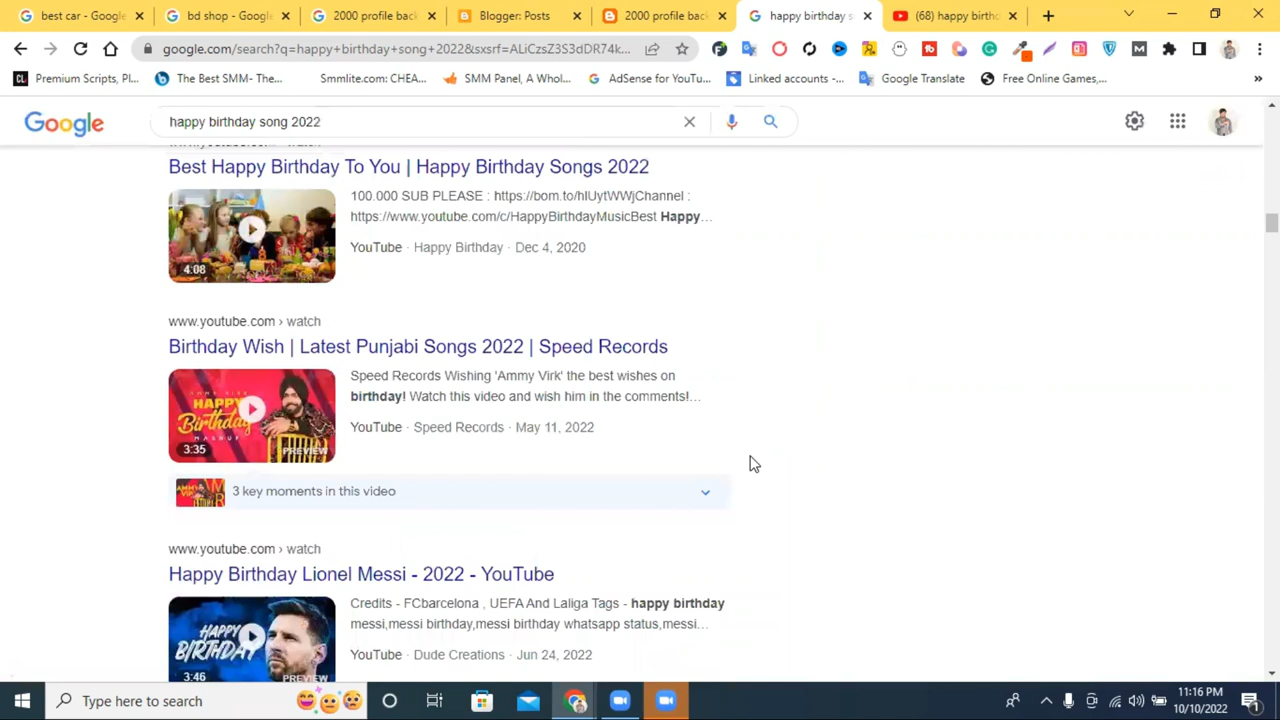 best car - Google
bd shop - Google
2000 profile back
Blogger: Posts
2000 profile back
happy birthday s
(68) happy birth
google.com/search?q=happy+birthday+song+2022&sxsrf=ALiCzsZ3S3dDR74k...
Premium Scripts, Pl...
The Best SMM- The...
Smmlite.com: CHEA...
SMM Panel, A Whol...
AdSense for YouTu...
Linked accounts -...
Google Translate
Free Online Games,...
Google
happy birthday song 2022
Best Happy Birthday To You | Happy Birthday Songs 2022
100.000 SUB PLEASE : https://bom.to/hIUytWWjChannel :
https://www.youtube.com/c/HappyBirthdayMusicBest Happy...
YouTube · Happy Birthday · Dec 4, 2020
4:08
www.youtube.com › watch
Birthday Wish | Latest Punjabi Songs 2022 | Speed Records
Speed Records Wishing 'Ammy Virk' the best wishes on
birthday! Watch this video and wish him in the comments!...
YouTube · Speed Records · May 11, 2022
AMMY VIRK
HAPPY
Birthday
MASHUP
3:35
PREVIEW
3 key moments in this video
www.youtube.com › watch
Happy Birthday Lionel Messi - 2022 - YouTube
Credits - FCbarcelona , UEFA And Laliga Tags - happy birthday
messi,messi birthday,messi birthday whatsapp status,messi...
YouTube · Dude Creations · Jun 24, 2022
HAPPY
BIRTHDAY
3:46
PREVIEW
Type here to search
11:16 PM
10/10/2022